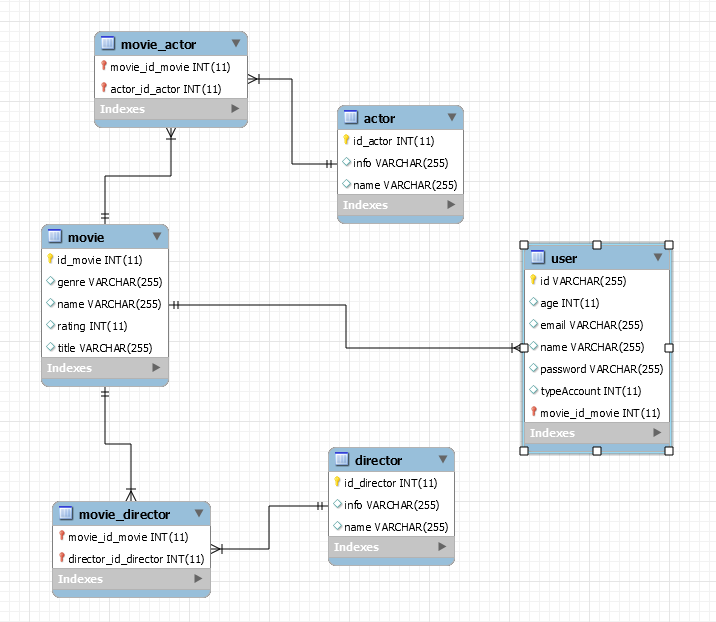 movie_actor
movie_id_movie INT(11)
actor_id_actor INT(11)
Indexes
actor
id_actor INT(11)
info VARCHAR(255)
name VARCHAR(255)
Indexes
movie
id_movie INT(11)
genre VARCHAR(255)
name VARCHAR(255)
rating INT(11)
title VARCHAR(255)
Indexes
user
id VARCHAR(255)
age INT(11)
email VARCHAR(255)
name VARCHAR(255)
password VARCHAR(255)
typeAccount INT(11)
movie_id_movie INT(11)
Indexes
director
id_director INT(11)
info VARCHAR(255)
name VARCHAR(255)
Indexes
movie_director
movie_id_movie INT(11)
director_id_director INT(11)
Indexes